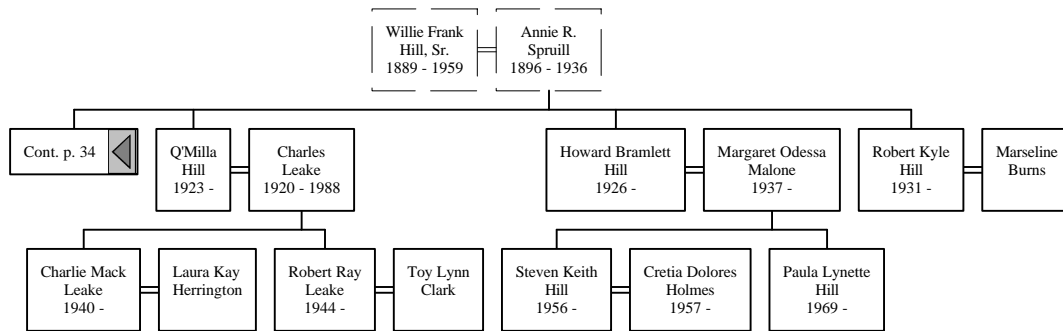 Willie Frank
Hill, Sr.
1889 - 1959
Annie R.
Spruill
1896 - 1936
Cont. p. 34
Q'Milla
Hill
1923 -
Charles
Leake
1920 - 1988
Howard Bramlett
Hill
1926 -
Margaret Odessa
Malone
1937 -
Robert Kyle
Hill
1931 -
Marseline
Burns
Charlie Mack
Leake
1940 -
Laura Kay
Herrington
Robert Ray
Leake
1944 -
Toy Lynn
Clark
Steven Keith
Hill
1956 -
Cretia Dolores
Holmes
1957 -
Paula Lynette
Hill
1969 -